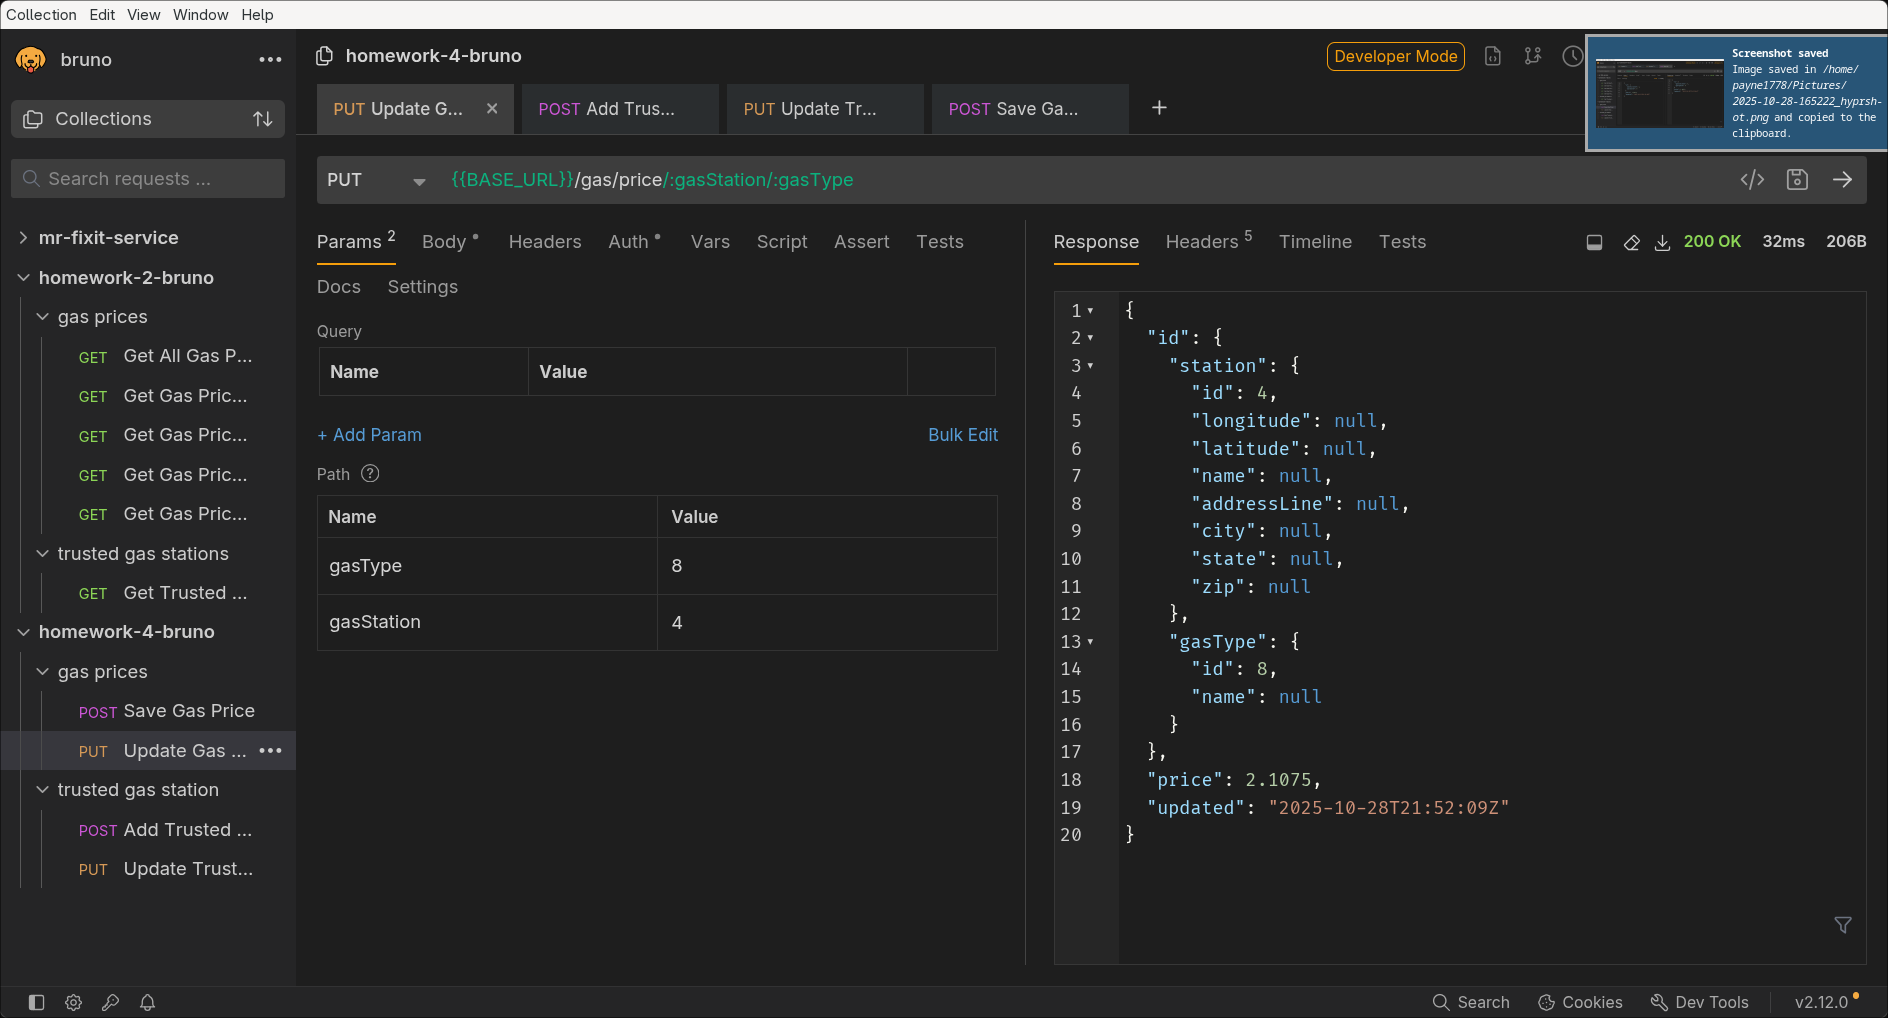 Collection Edit View Window Help
bruno
Collections
Search requests ...
mr-fixit-service
homework-2-bruno
gas prices
GET Get All Gas P...
GET Get Gas Pric...
GET Get Gas Pric...
GET Get Gas Pric...
GET Get Gas Pric...
trusted gas stations
GET Get Trusted ...
homework-4-bruno
gas prices
POST Save Gas Price
PUT Update Gas ...
trusted gas station
POST Add Trusted ...
PUT Update Trust...
homework-4-bruno
Developer Mode
Screenshot saved
Image saved in /home/
payne1778/Pictures/
2025-10-28-165222_hyprsh-
ot.png and copied to the
clipboard.
PUT Update G... POST Add Trus... PUT Update Tr... POST Save Ga...
PUT {{BASE_URL}}/gas/price/:gasStation/:gasType
Params 2 Body Headers Auth Vars Script Assert Tests
Docs Settings
Query
Name Value
+ Add Param Bulk Edit
Path
Name Value
gasType 8
gasStation 4
Response Headers 5 Timeline Tests 200 OK 32ms 206B
1 {
2 "id": {
3 "station": {
4 "id": 4,
5 "longitude": null,
6 "latitude": null,
7 "name": null,
8 "addressLine": null,
9 "city": null,
10 "state": null,
11 "zip": null
12 },
13 "gasType": {
14 "id": 8,
15 "name": null
16 }
17 },
18 "price": 2.1075,
19 "updated": "2025-10-28T21:52:09Z"
20 }
Search Cookies Dev Tools v2.12.0